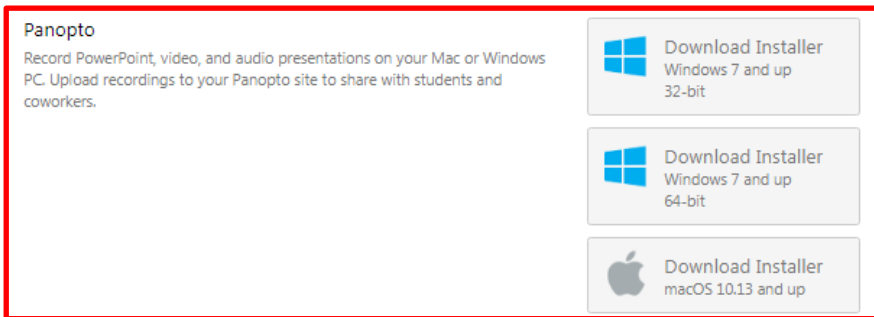 Panopto
Record PowerPoint, video, and audio presentations on your Mac or Windows
PC. Upload recordings to your Panopto site to share with students and
coworkers.
Download Installer
Windows 7 and up
32-bit
Download Installer
Windows 7 and up
64-bit
Download Installer
macOS 10.13 and up